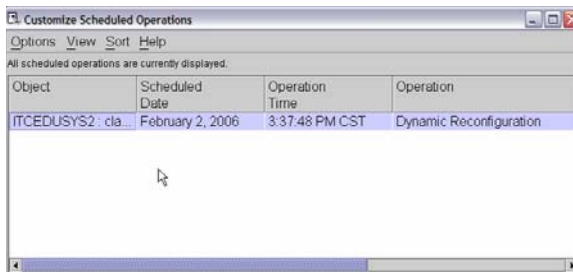 Customize Scheduled Operations
Options View Sort Help
All scheduled operations are currently displayed.
Object Scheduled Date Operation Time Operation
ITCEDUSYS2 : cla... February 2, 2006 3:37:48 PM CST Dynamic Reconfiguration